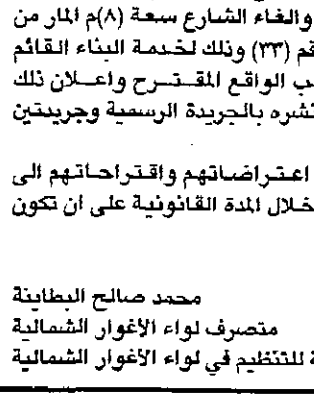 والغاء الشارع سعة (٨)م المار من
قم (٣٣) وذلك لخدمة البناء القائم
ب الواقع المقترح واعلان ذلك
نشره بالجريدة الرسمية وجريدتين
اعتراضاتهم واقتراحاتهم الى
خلال المدة القانونية على ان تكون
محمد صالح البطاينة
متصرف لواء الأغوار الشمالية
ة للتنظيم في لواء الأغوار الشمالية